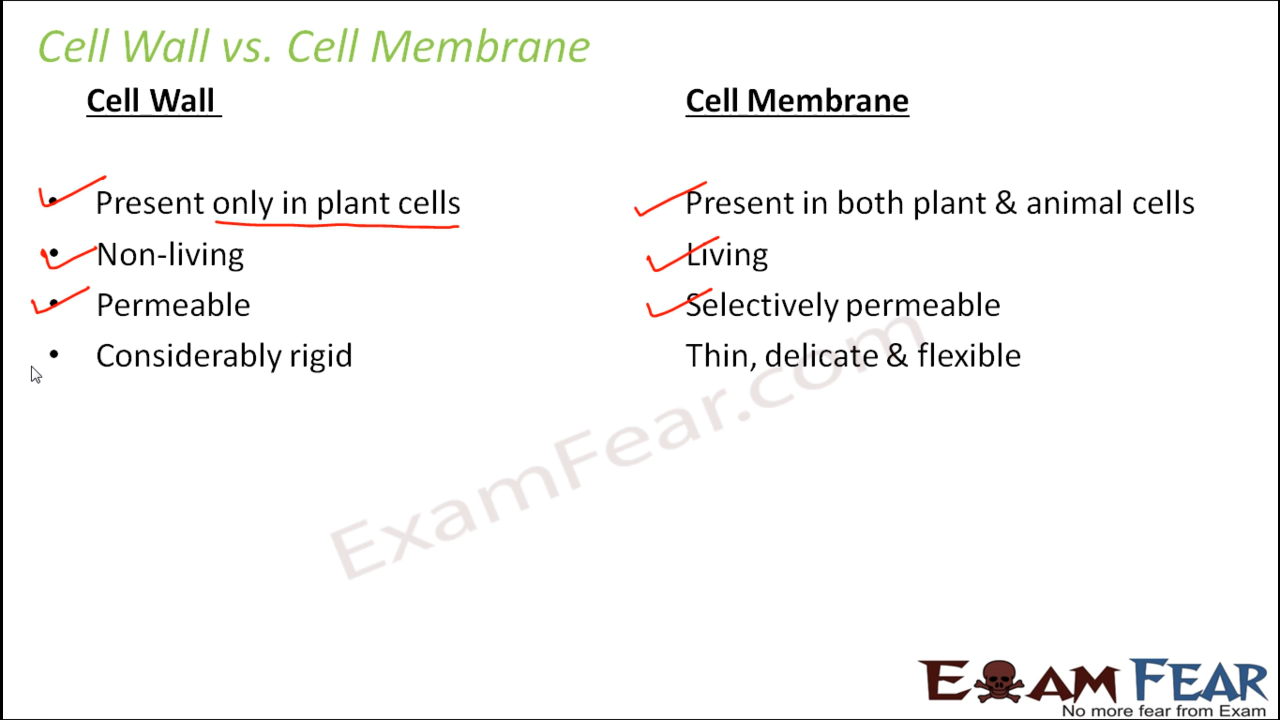 Cell Wall vs. Cell Membrane
Cell Wall
• Present only in plant cells
• Non-living
• Permeable
• Considerably rigid
Cell Membrane
Present in both plant & animal cells
Living
Selectively permeable
Thin, delicate & flexible
ExamFear.com
EXAM FEAR
No more fear from Exam